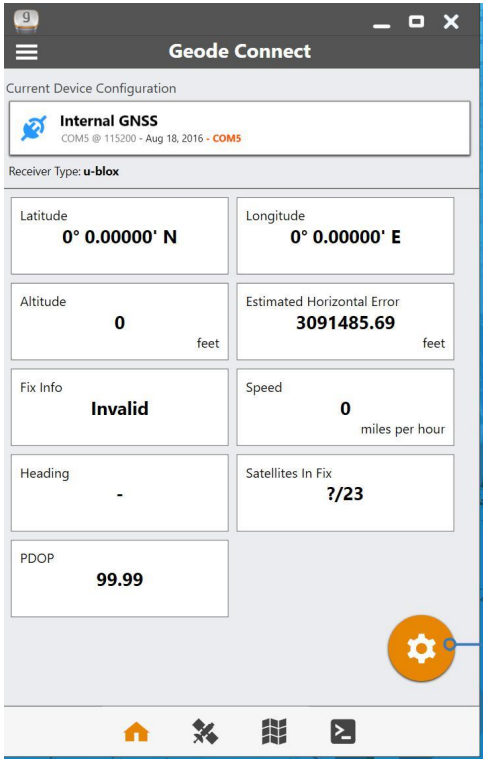 9
Geode Connect
Current Device Configuration
Internal GNSS
COM5 @ 115200 - Aug 18, 2016 - COM5
Receiver Type: u-blox
Latitude
0° 0.00000' N
Longitude
0° 0.00000' E
Altitude
0
feet
Estimated Horizontal Error
3091485.69
feet
Fix Info
Invalid
Speed
0
miles per hour
Heading
-
Satellites In Fix
?/23
PDOP
99.99